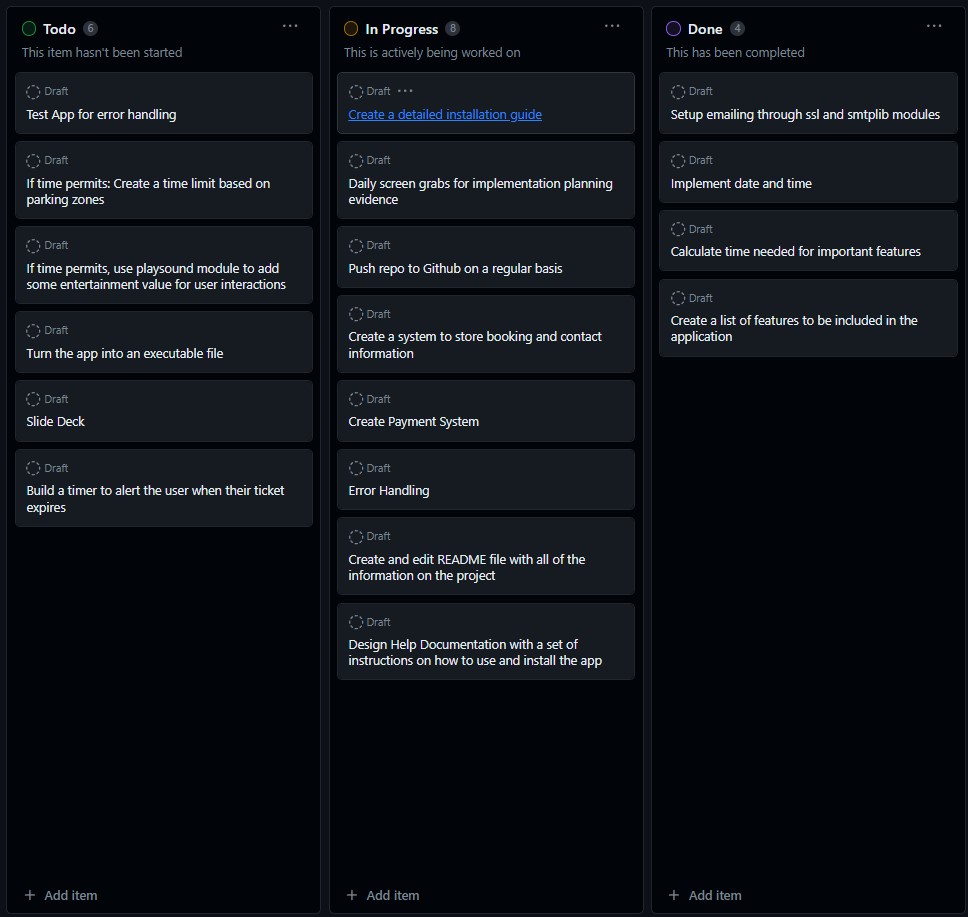 Todo 6
This item hasn't been started
Draft
Test App for error handling
Draft
If time permits: Create a time limit based on
parking zones
Draft
If time permits, use playsound module to add
some entertainment value for user interactions
Draft
Turn the app into an executable file
Draft
Slide Deck
Draft
Build a timer to alert the user when their ticket
expires
Add item
In Progress 8
This is actively being worked on
Draft
Create a detailed installation guide
Draft
Daily screen grabs for implementation planning
evidence
Draft
Push repo to Github on a regular basis
Draft
Create a system to store booking and contact
information
Draft
Create Payment System
Draft
Error Handling
Draft
Create and edit README file with all of the
information on the project
Draft
Design Help Documentation with a set of
instructions on how to use and install the app
Add item
Done 4
This has been completed
Draft
Setup emailing through ssl and smtplib modules
Draft
Implement date and time
Draft
Calculate time needed for important features
Draft
Create a list of features to be included in the
application
Add item